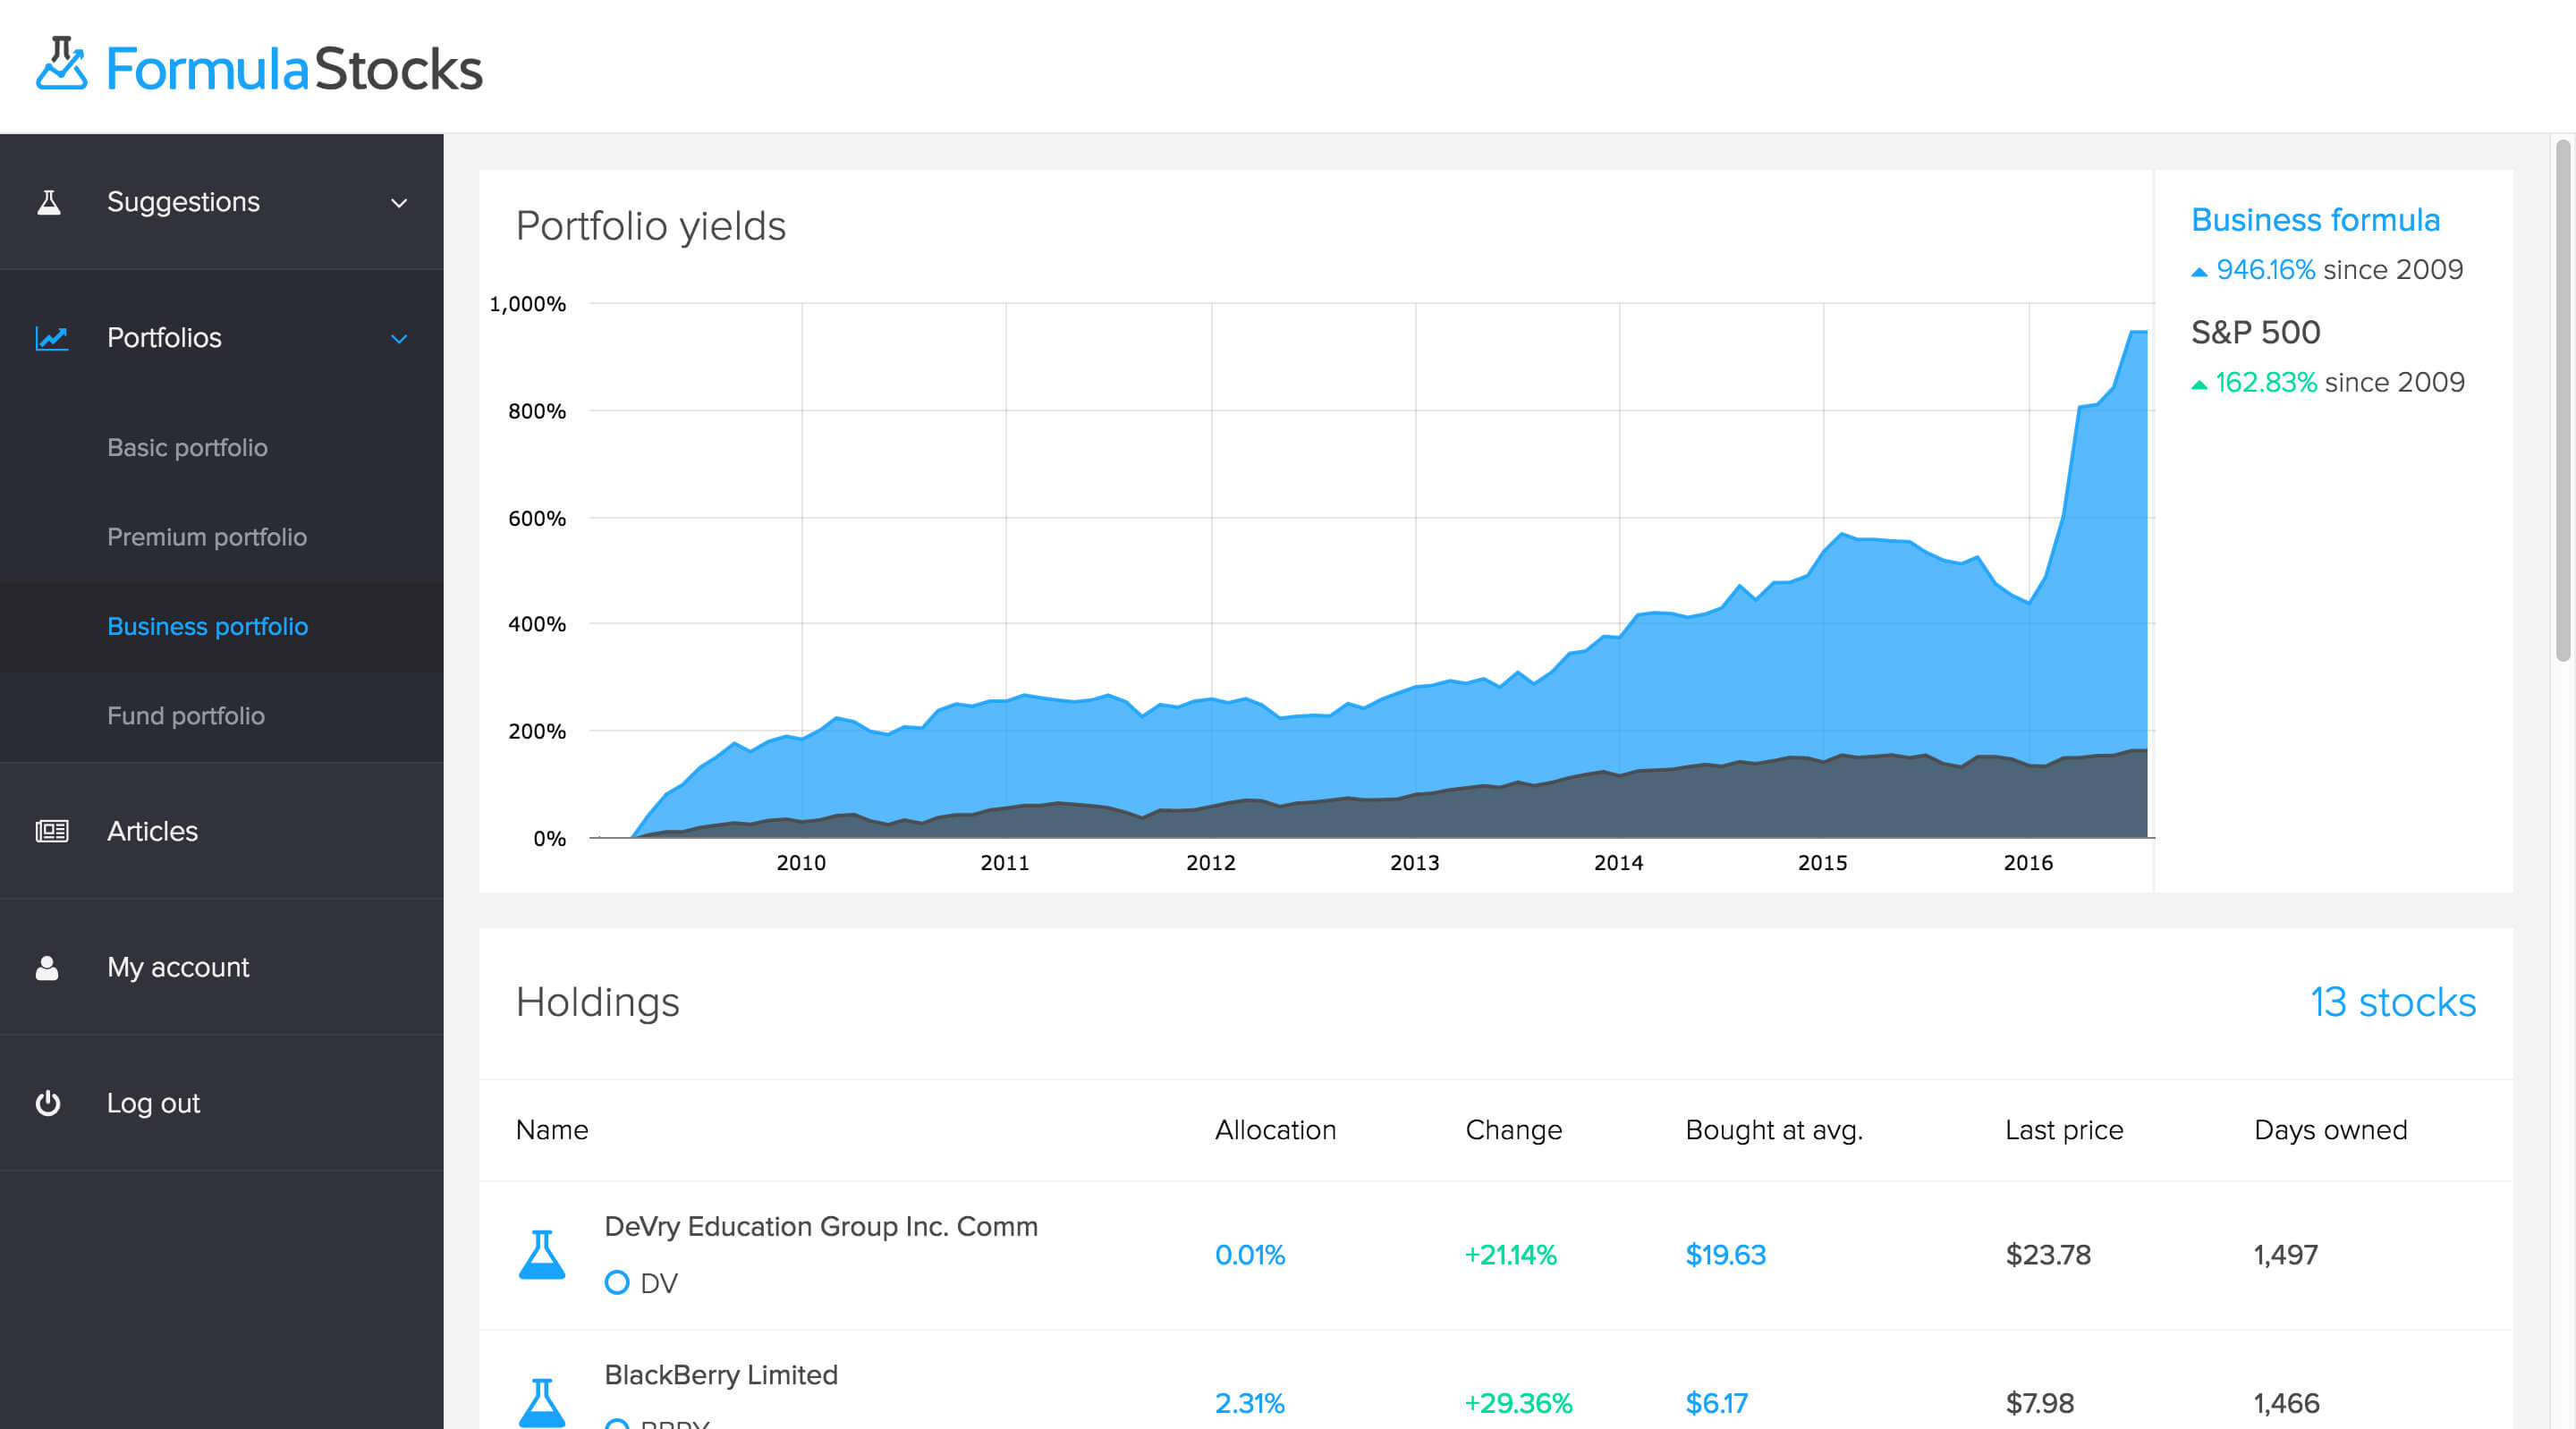 FormulaStocks
Suggestions
Portfolios
Basic portfolio
Premium portfolio
Business portfolio
Fund portfolio
Articles
My account
Log out
Portfolio yields
1,000%
800%
600%
400%
200%
0%
2010 2011 2012 2013 2014 2015 2016
Business formula
946.16% since 2009
S&P 500
162.83% since 2009
Holdings 13 stocks
Name Allocation Change Bought at avg. Last price Days owned
DeVry Education Group Inc. Comm
DV
0.01% +21.14% $19.63 $23.78 1,497
BlackBerry Limited
2.31% +29.36% $6.17 $7.98 1,466